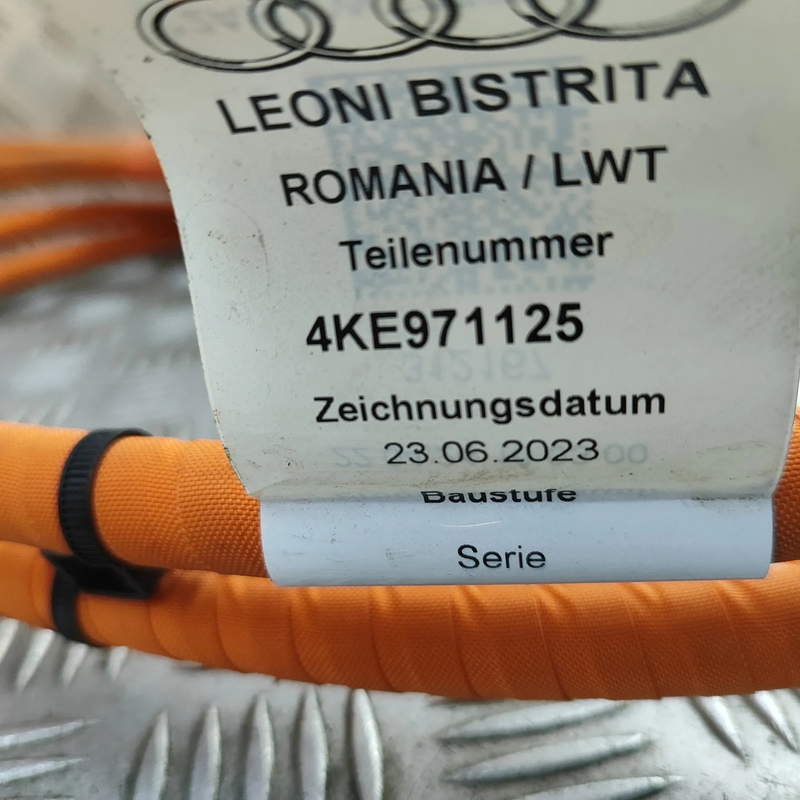 LEONI BISTRITA
ROMANIA / LWT
Teilenummer
4KE971125
Zeichnungsdatum
23.06.2023
Baustufe
Serie